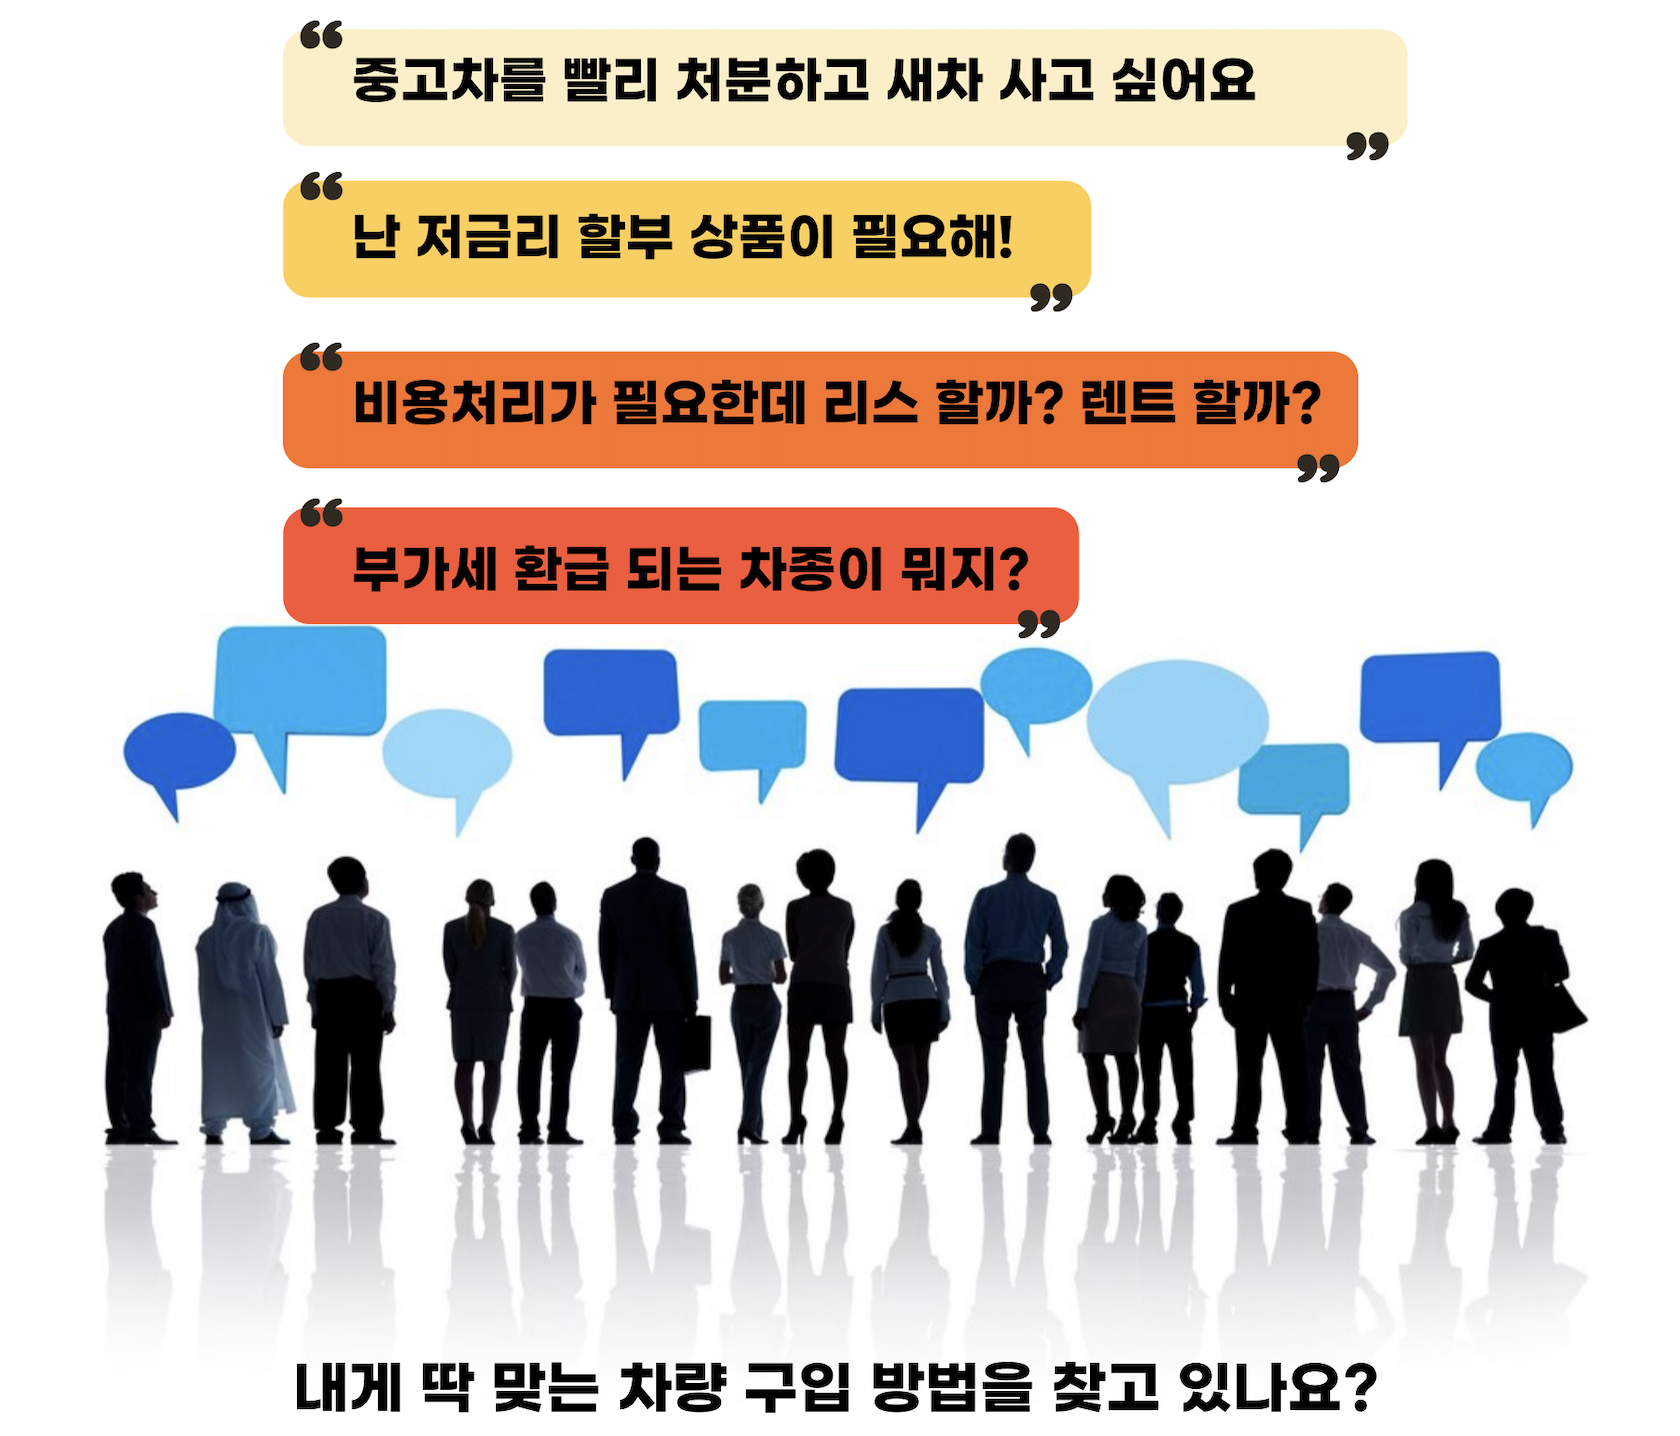 “중고차를 빨리 처분하고 새차 사고 싶어요”
“난 저금리 할부 상품이 필요해!”
“비용처리가 필요한데 리스 할까? 렌트 할까?”
“부가세 환급 되는 차종이 뭐지?”
내게 딱 맞는 차량 구입 방법을 찾고 있나요?